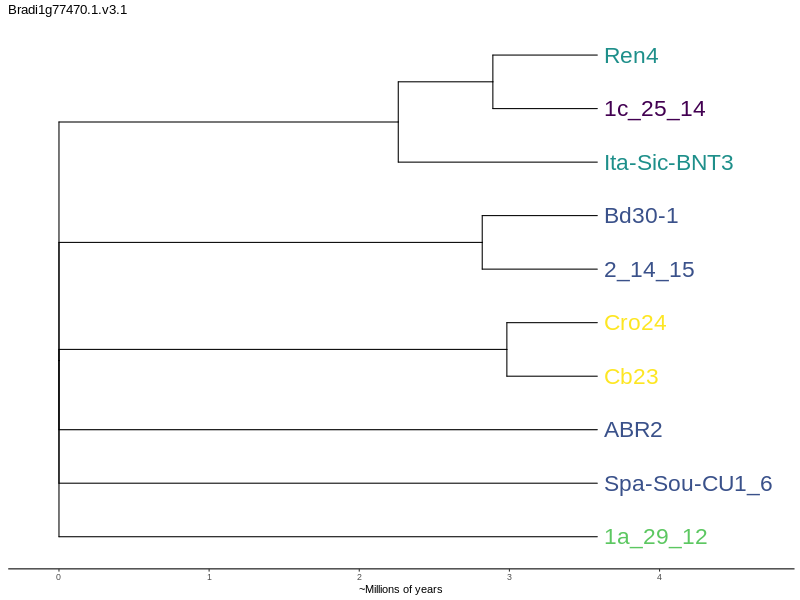 Bradi1g77470.1.v3.1
Ren4
1c_25_14
Ita-Sic-BNT3
Bd30-1
2_14_15
Cro24
Cb23
ABR2
Spa-Sou-CU1_6
1a_29_12
0 1 2 3 4
~Millions of years